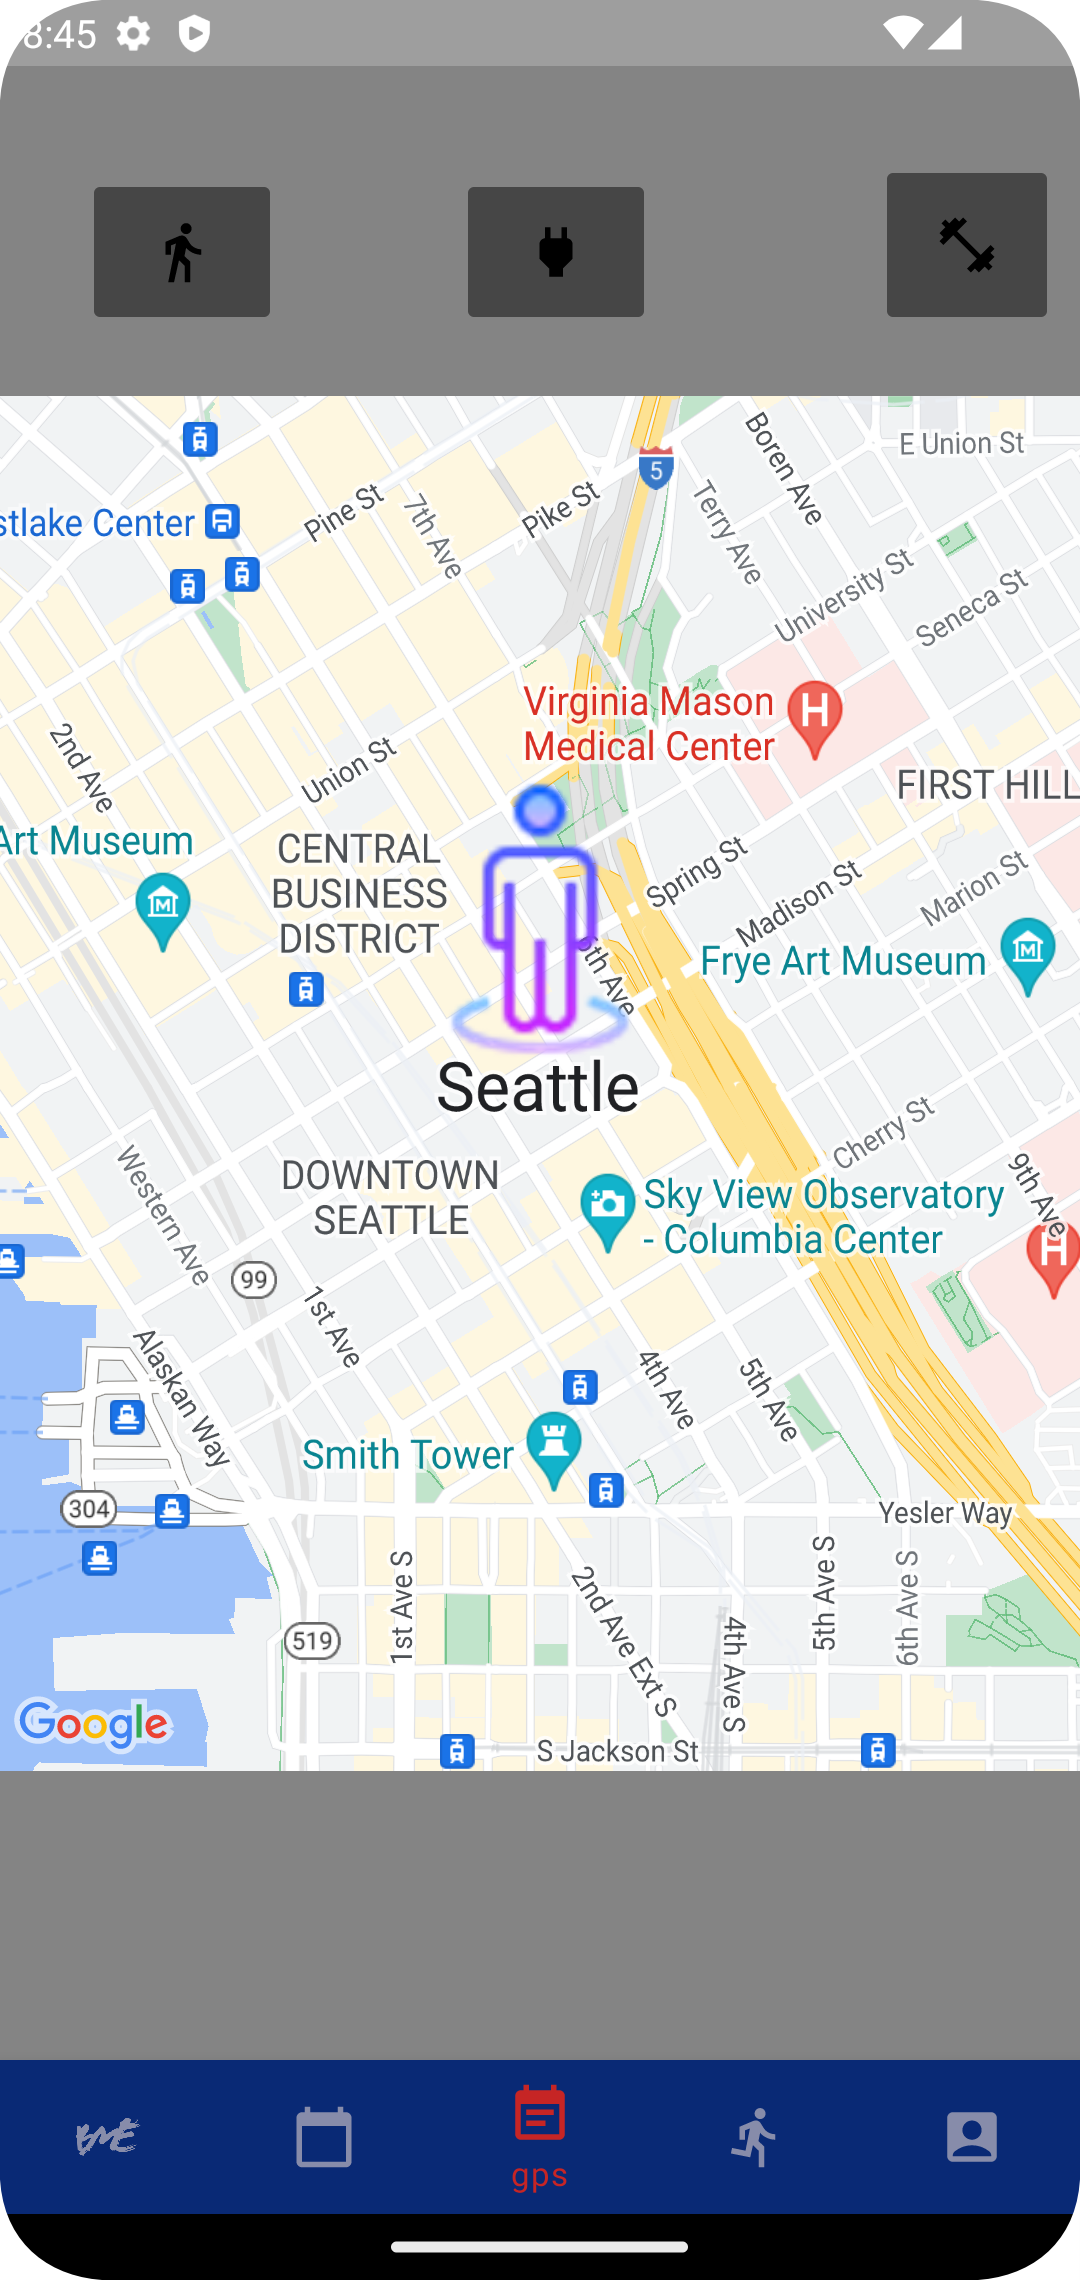 8:45
5
E Union St
Boren Ave
Pine St
7th Ave
Pike St
Terry Ave
stlake Center
University St
Seneca St
Virginia Mason
Medical Center
H
2nd Ave
Union St
FIRST HILL
Art Museum
CENTRAL
BUSINESS
DISTRICT
Spring St
Madison St
Marion St
M
M
Frye Art Museum
6th Ave
Seattle
Cherry St
Western Ave
DOWNTOWN
SEATTLE
9th Ave
Sky View Observatory
- Columbia Center
H
99
1st Ave
Alaskan Way
4th Ave
5th Ave
Smith Tower
304
Yesler Way
1st Ave S
2nd Ave Ext S
4th Ave S
5th Ave S
6th Ave S
519
Google
S Jackson St
gps